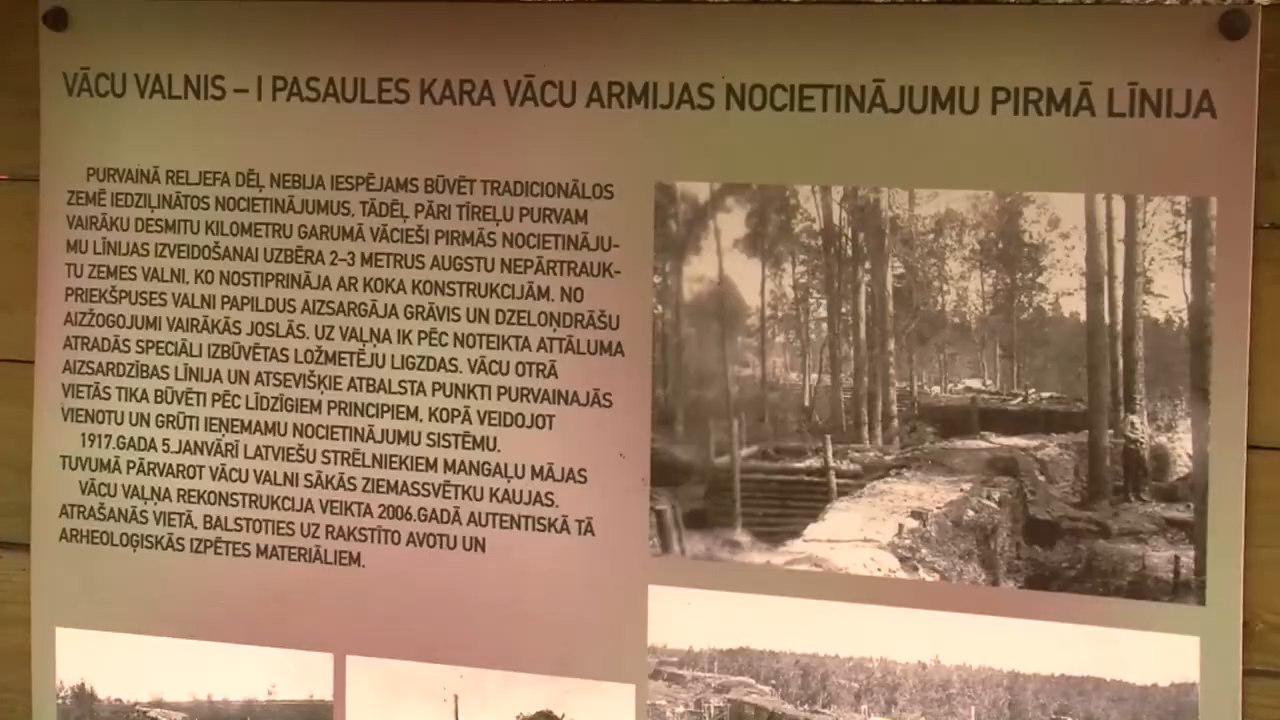 VĀCU VALNIS – I PASAULES KARA VĀCU ARMIJAS NOCIETINĀJUMU PIRMĀ LĪNIJA
PURVAINĀ RELJEFA DĒĻ NEBIJA IESPĒJAMS BŪVĒT TRADICIONĀLOS
ZEMĒ IEDZIĻINĀTOS NOCIETINĀJUMUS, TĀDĒĻ PĀRI TĪREĻU PURVAM
VAIRĀKU DESMITU KILOMETRU GARUMĀ VĀCIEŠI PIRMĀS NOCIETINĀJU-
MU LĪNIJAS IZVEIDOŠANAI UZBĒRA 2–3 METRUS AUGSTU NEPĀRTRAUK-
TU ZEMES VALNI, KO NOSTIPRINĀJA AR KOKA KONSTRUKCIJĀM. NO
PRIEKŠPUSES VALNI PAPILDUS AIZSARGĀJA GRĀVIS UN DZELOŅDRĀŠU
AIZŽOGOJUMI VAIRĀKĀS JOSLĀS. UZ VAĻŅA IK PĒC NOTEIKTA ATTĀLUMA
ATRADĀS SPECIĀLI IZBŪVĒTAS LOŽMETĒJU LIGZDAS. VĀCU OTRĀ
AIZSARDZĪBAS LĪNIJA UN ATSEVIŠĶIE ATBALSTA PUNKTI PURVAINAJĀS
VIETĀS TIKA BŪVĒTI PĒC LĪDZĪGIEM PRINCIPIEM, KOPĀ VEIDOJOT
VIENOTU UN GRŪTI IEŅEMAMU NOCIETINĀJUMU SISTĒMU.
1917.GADA 5.JANVĀRĪ LATVIEŠU STRĒLNIEKIEM MANGAĻU MĀJAS
TUVUMĀ PĀRVAROT VĀCU VALNI SĀKĀS ZIEMASSVĒTKU KAUJAS.
VĀCU VAĻŅA REKONSTRUKCIJA VEIKTA 2006.GADĀ AUTENTISKĀ TĀ
ATRAŠANĀS VIETĀ, BALSTOTIES UZ RAKSTĪTO AVOTU UN
ARHEOLOĢISKĀS IZPĒTES MATERIĀLIEM.